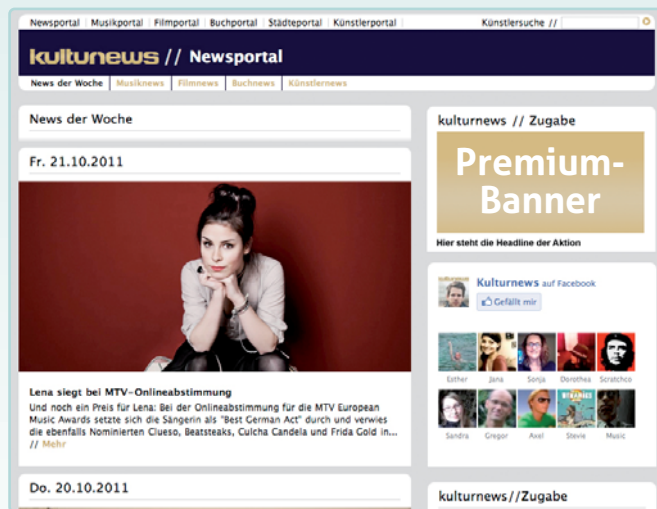 Newsportal | Musikportal | Filmportal | Buchportal | Städteportal | Künstlerportal |
Künstlersuche //
kulturnews // Newsportal
News der Woche | Musiknews | Filmnews | Buchnews | Künstlernews
News der Woche
Fr. 21.10.2011
Lena siegt bei MTV-Onlineabstimmung
Und noch ein Preis für Lena: Bei der Onlineabstimmung für die MTV European
Music Awards setzte sich die Sängerin als "Best German Act" durch und verwies
die ebenfalls Nominierten Clueso, Beatsteaks, Culcha Candela und Frida Gold in...
// Mehr
Do. 20.10.2011
kulturnews // Zugabe
Premium-
Banner
Hier steht die Headline der Aktion
Kulturnews auf Facebook
Gefällt mir
Esther Jana Sonja Dorothea Scratchco
Sandra Gregor Axel Stevie Music
kulturnews//Zugabe